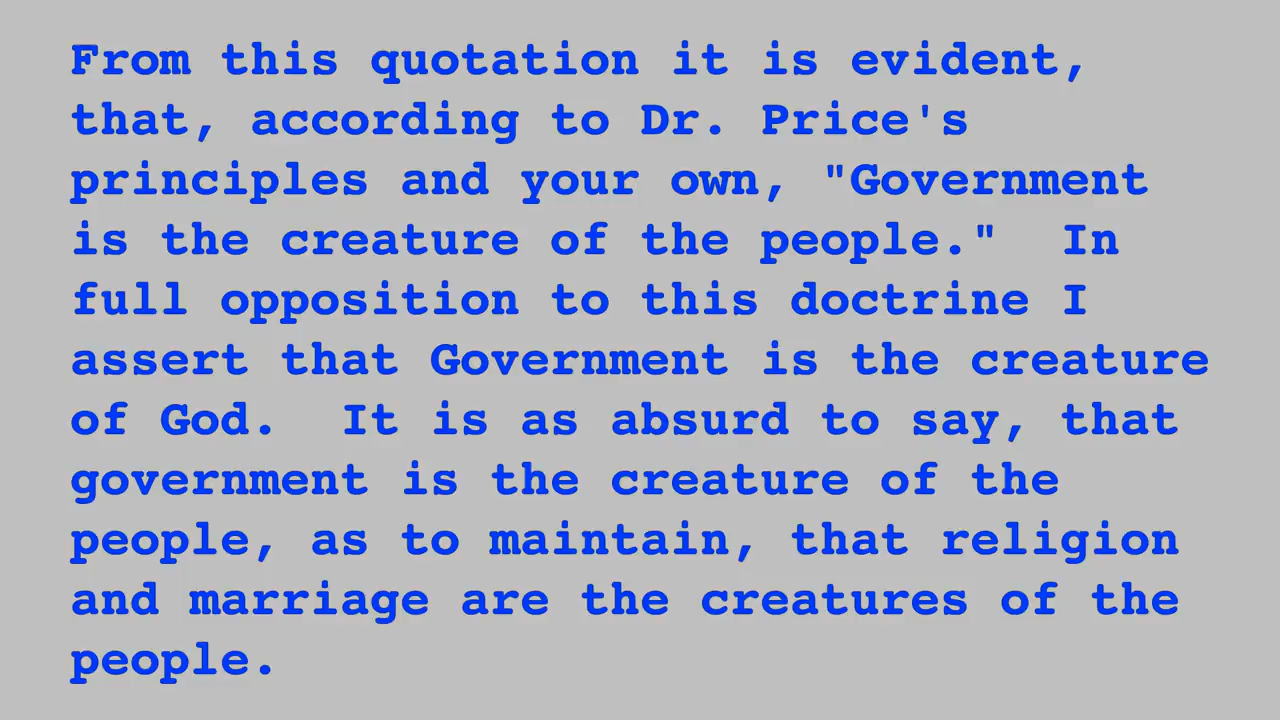 From this quotation it is evident,
that, according to Dr. Price's
principles and your own, "Government
is the creature of the people."  In
full opposition to this doctrine I
assert that Government is the creature
of God.  It is as absurd to say, that
government is the creature of the
people, as to maintain, that religion
and marriage are the creatures of the
people.